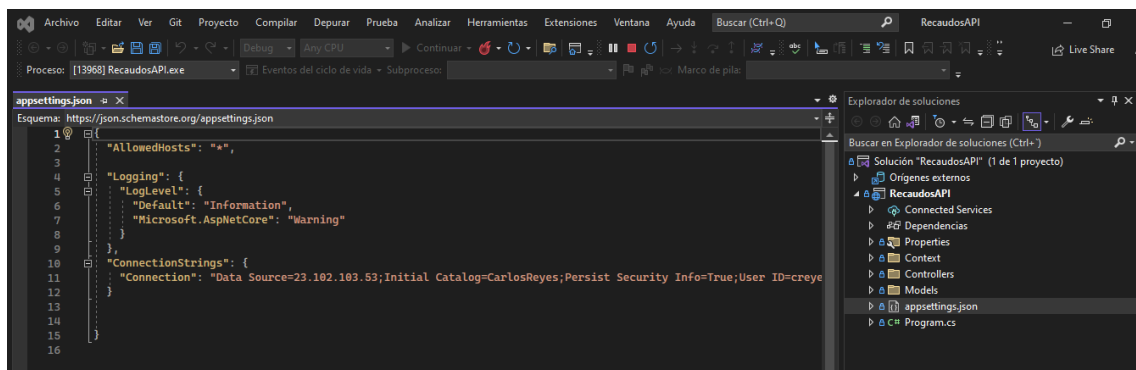 Archivo Editar Ver Git Proyecto Compilar Depurar Prueba Analizar Herramientas Extensiones Ventana Ayuda Buscar (Ctrl+Q) RecaudosAPI
Debug Any CPU Continuar Live Share
Proceso: [13968] RecaudosAPI.exe Eventos del ciclo de vida Subproceso: Marco de pila:
appsettings.json
Esquema: https://json.schemastore.org/appsettings.json
1 {
2 "AllowedHosts": "*",
3
4 "Logging": {
5 "LogLevel": {
6 "Default": "Information",
7 "Microsoft.AspNetCore": "Warning"
8 }
9 },
10 "ConnectionStrings": {
11 "Connection": "Data Source=23.102.103.53;Initial Catalog=CarlosReyes;Persist Security Info=True;User ID=creye
12 }
13
14
15 }
16
Explorador de soluciones
Buscar en Explorador de soluciones (Ctrl+´)
Solución "RecaudosAPI" (1 de 1 proyecto)
Orígenes externos
RecaudosAPI
Connected Services
Dependencias
Properties
Context
Controllers
Models
appsettings.json
C# Program.cs